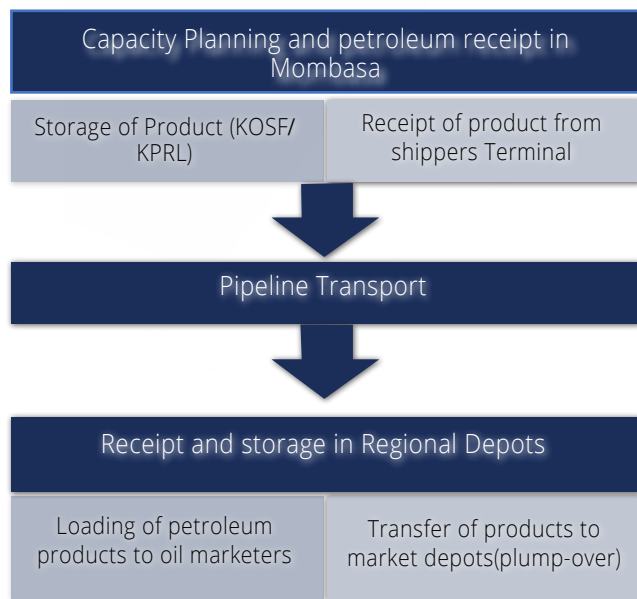 Capacity Planning and petroleum receipt in
Mombasa
Storage of Product (KOSF/
KPRL)
Receipt of product from
shippers Terminal
Pipeline Transport
Receipt and storage in Regional Depots
Loading of petroleum
products to oil marketers
Transfer of products to
market depots(plump-over)